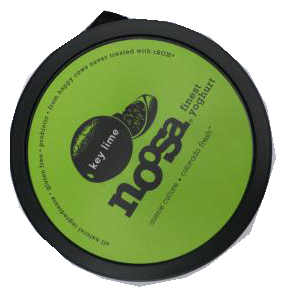 all natural ingredients • gluten free • probiotic • from happy cows never treated with rBGH*
key lime
noosa
finest
yoghurt
aussie culture • colorado fresh